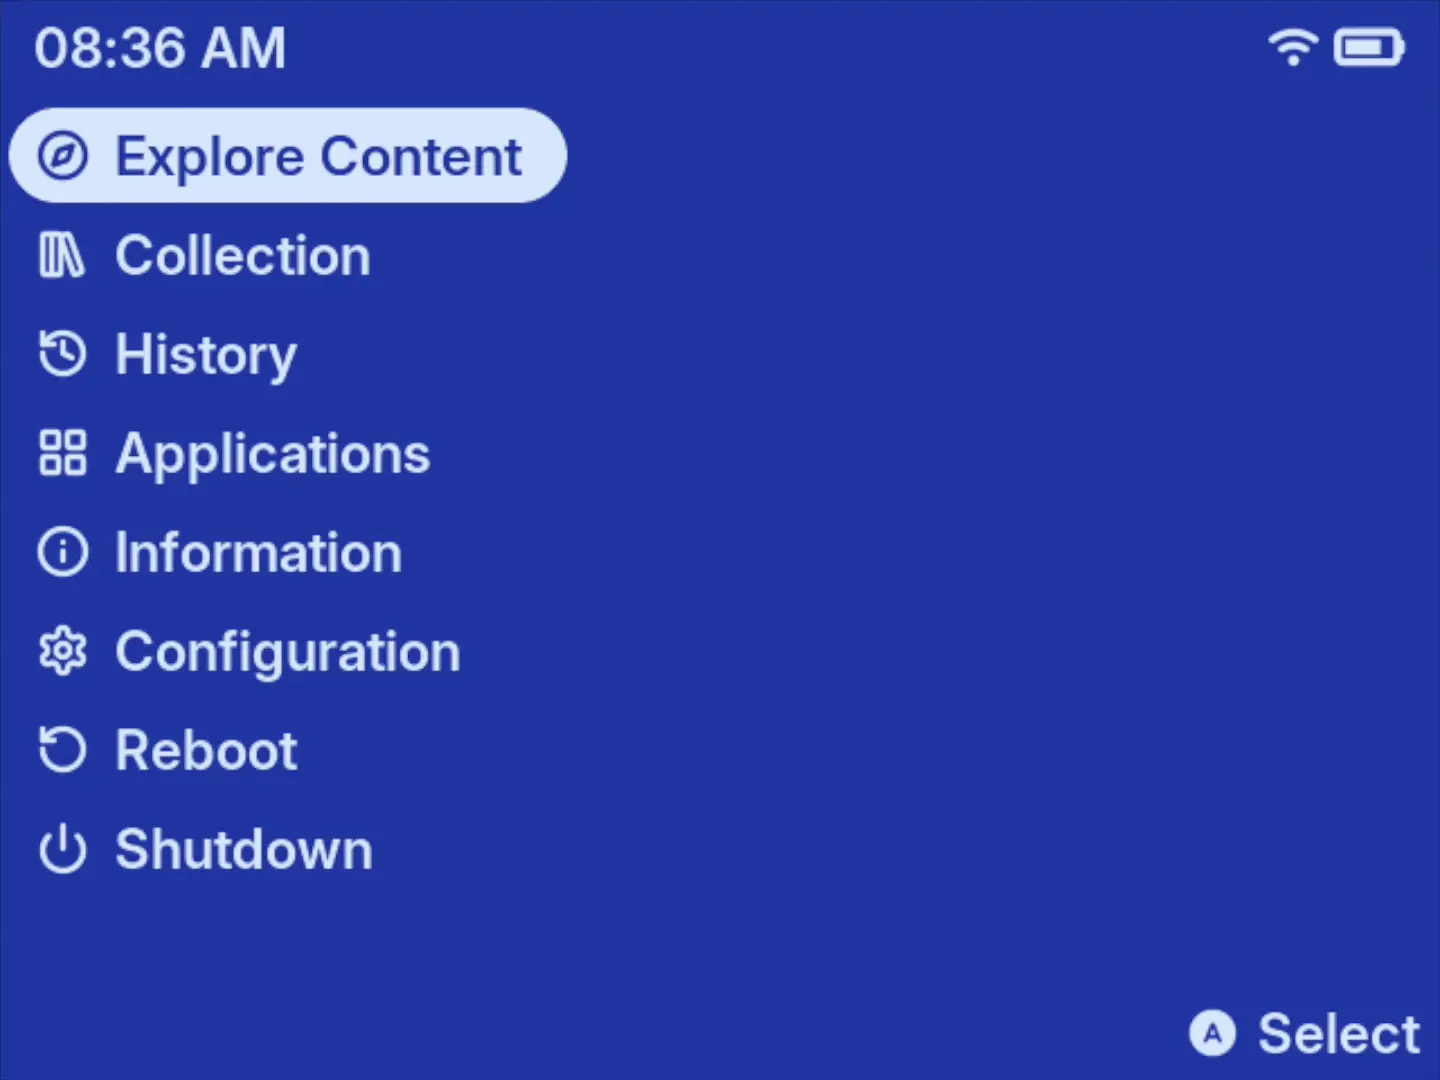 08:36 AM
Explore Content
Collection
History
Applications
Information
Configuration
Reboot
Shutdown
A Select